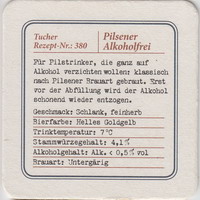 Tucher
Rezept-Nr.: 380
Pilsener
Alkoholfrei
Für Pilstrinker, die ganz auf
Alkohol verzichten wollen: klassisch
nach Pilsener Brauart gebraut. Erst
vor der Abfüllung wird der Alkohol
schonend wieder entzogen.
Geschmack: Schlank, feinherb
Bierfarbe: Helles Goldgelb
Trinktemperatur: 7°C
Stammwürzegehalt: 4,1%
Alkoholgehalt: Alk. < 0,5% vol
Brauart: Untergärig